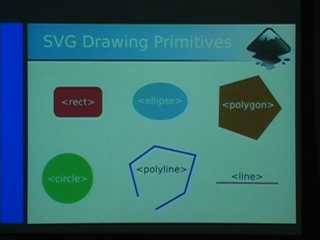 SVG Drawing Primitives
<rect>
<ellipse>
<polygon>
<circle>
<polyline>
<line>